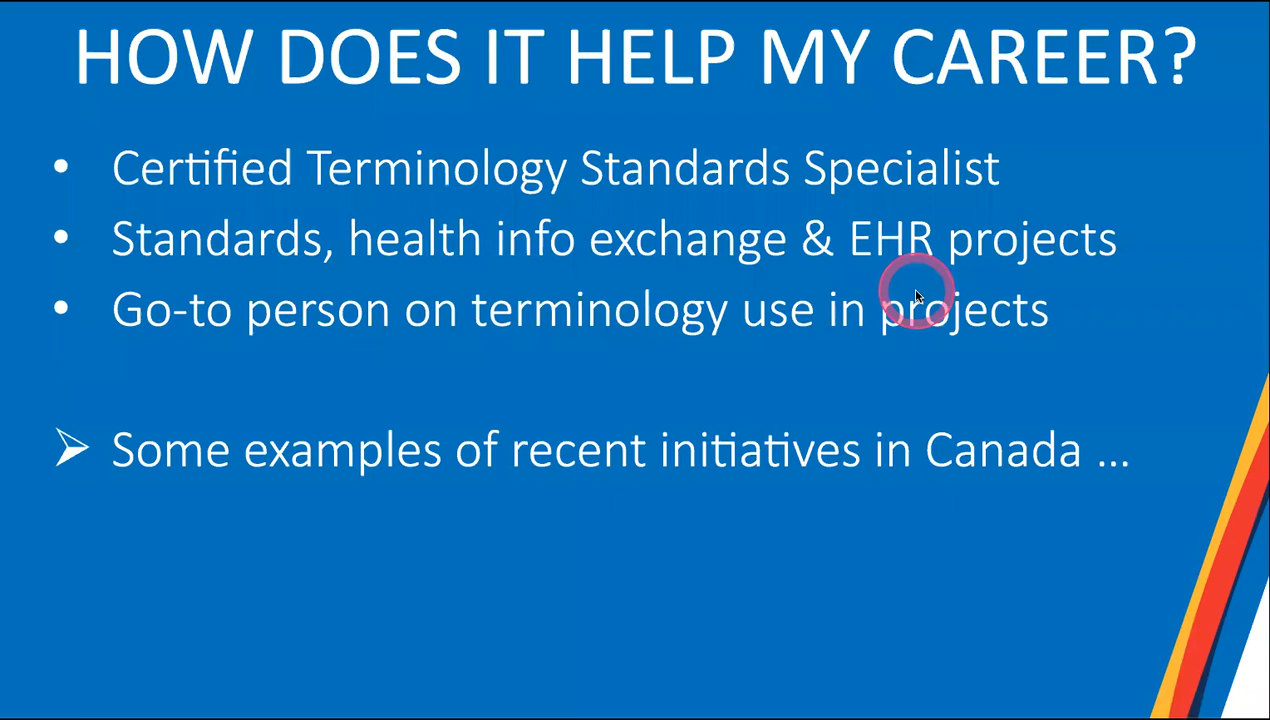 HOW DOES IT HELP MY CAREER?
• Certified Terminology Standards Specialist
• Standards, health info exchange & EHR projects
• Go-to person on terminology use in projects
➢ Some examples of recent initiatives in Canada ...